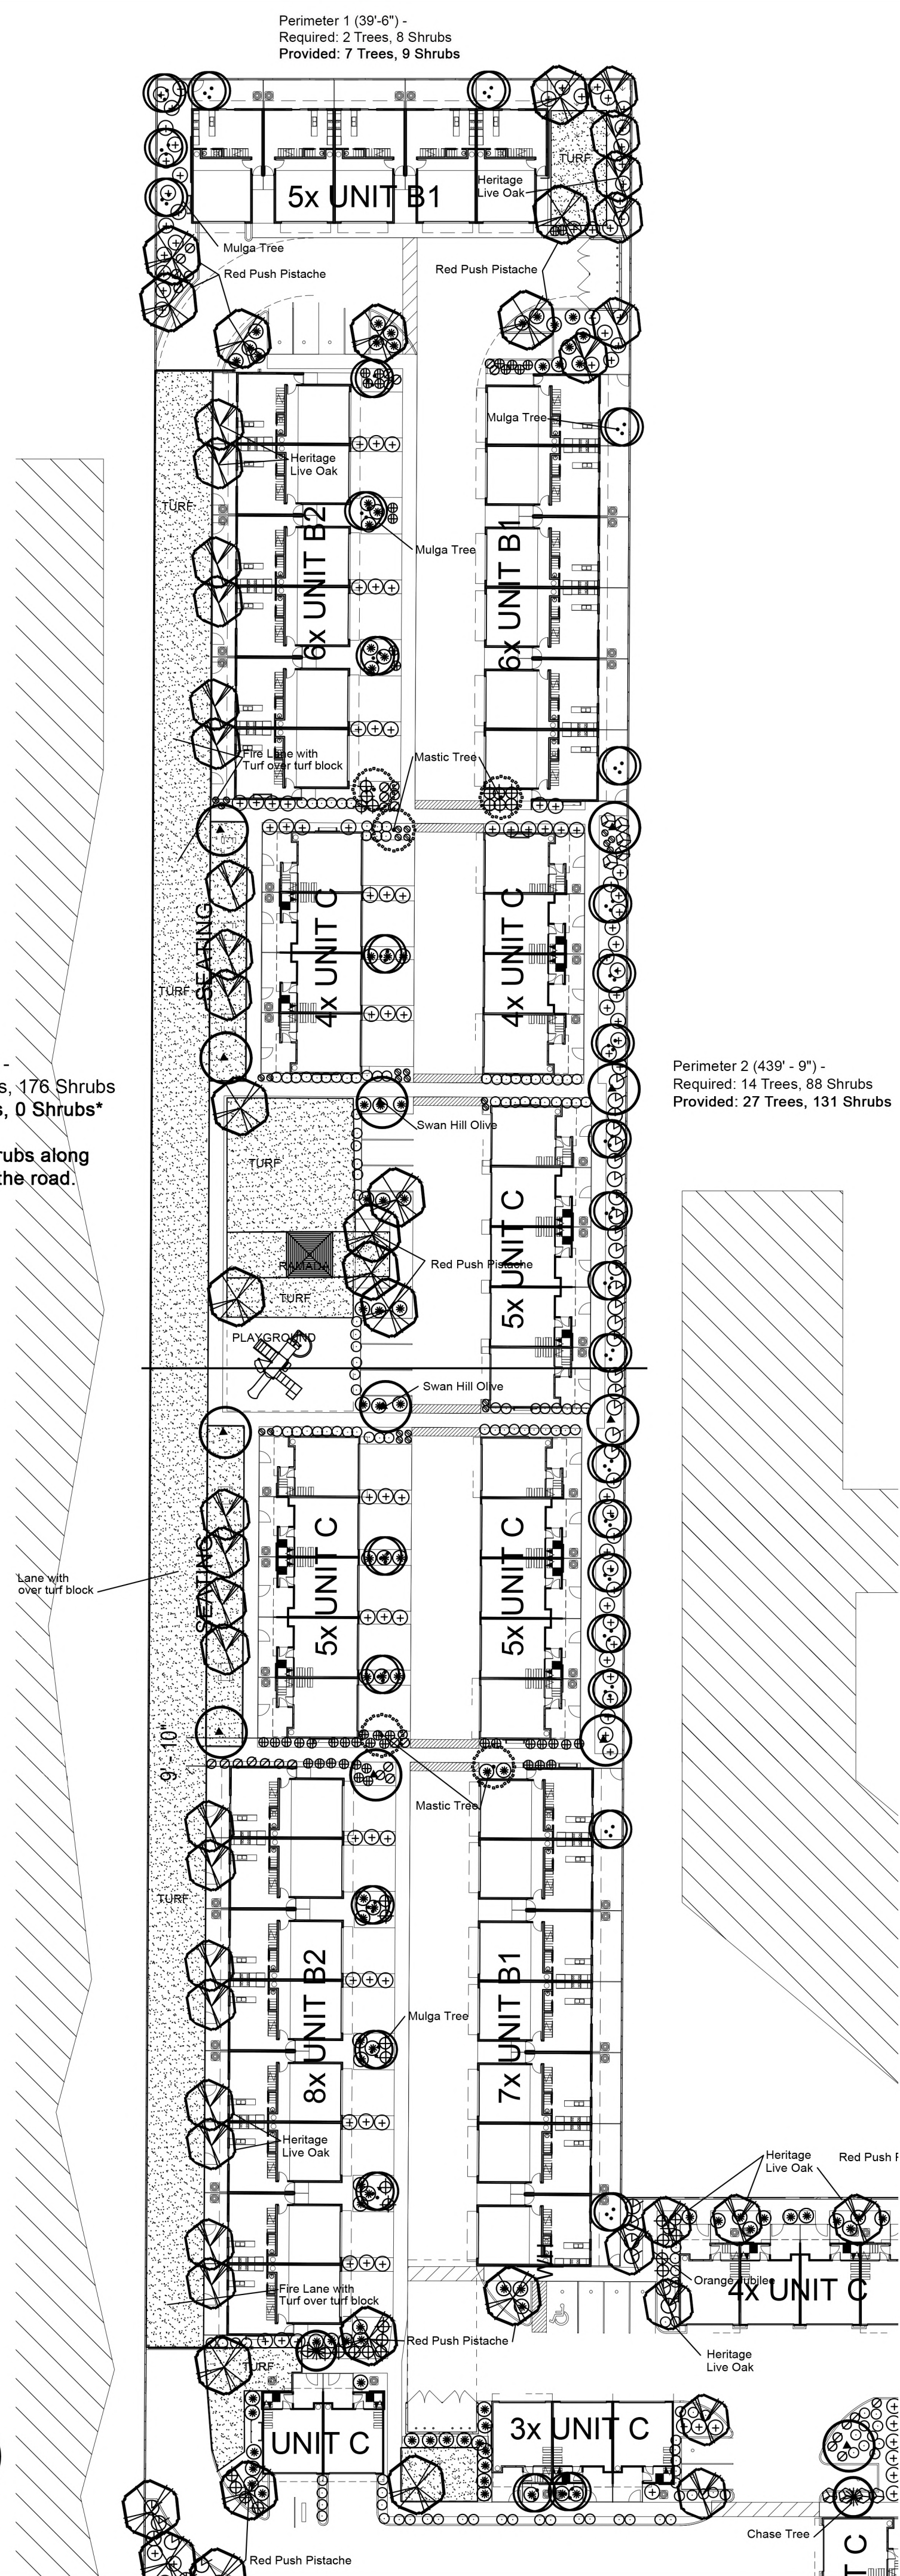 Perimeter 1 (39'-6") -
Required: 2 Trees, 8 Shrubs
Provided: 7 Trees, 9 Shrubs
TURF
Heritage
Live Oak
5x UNIT B1
Mulga Tree
Red Push Pistache
Red Push Pistache
Mulga Tree
Heritage
Live Oak
TURF
6x UNIT B2
6x UNIT B1
Mulga Tree
Fire Lane with
Turf over turf block
Mastic Tree
SEATING
4x UNIT C
4x UNIT C
TURF
-
s, 176 Shrubs
s, 0 Shrubs*
rubs along
the road.
Perimeter 2 (439' - 9") -
Required: 14 Trees, 88 Shrubs
Provided: 27 Trees, 131 Shrubs
Swan Hill Olive
TURF
5x UNIT C
Red Push Pistache
RAMADA
TURF
PLAYGROUND
Swan Hill Olive
SEATING
5x UNIT C
5x UNIT C
Lane with
over turf block
9'-10"
Mastic Tree
TURF
8x UNIT B2
7x UNIT B1
Mulga Tree
Heritage
Live Oak
Heritage
Live Oak
Red Push P
Fire Lane with
Turf over turf block
Orange Jubilee
4x UNIT C
Red Push Pistache
Heritage
Live Oak
TURF
UNIT C
3x UNIT C
Chase Tree
T C
Red Push Pistache